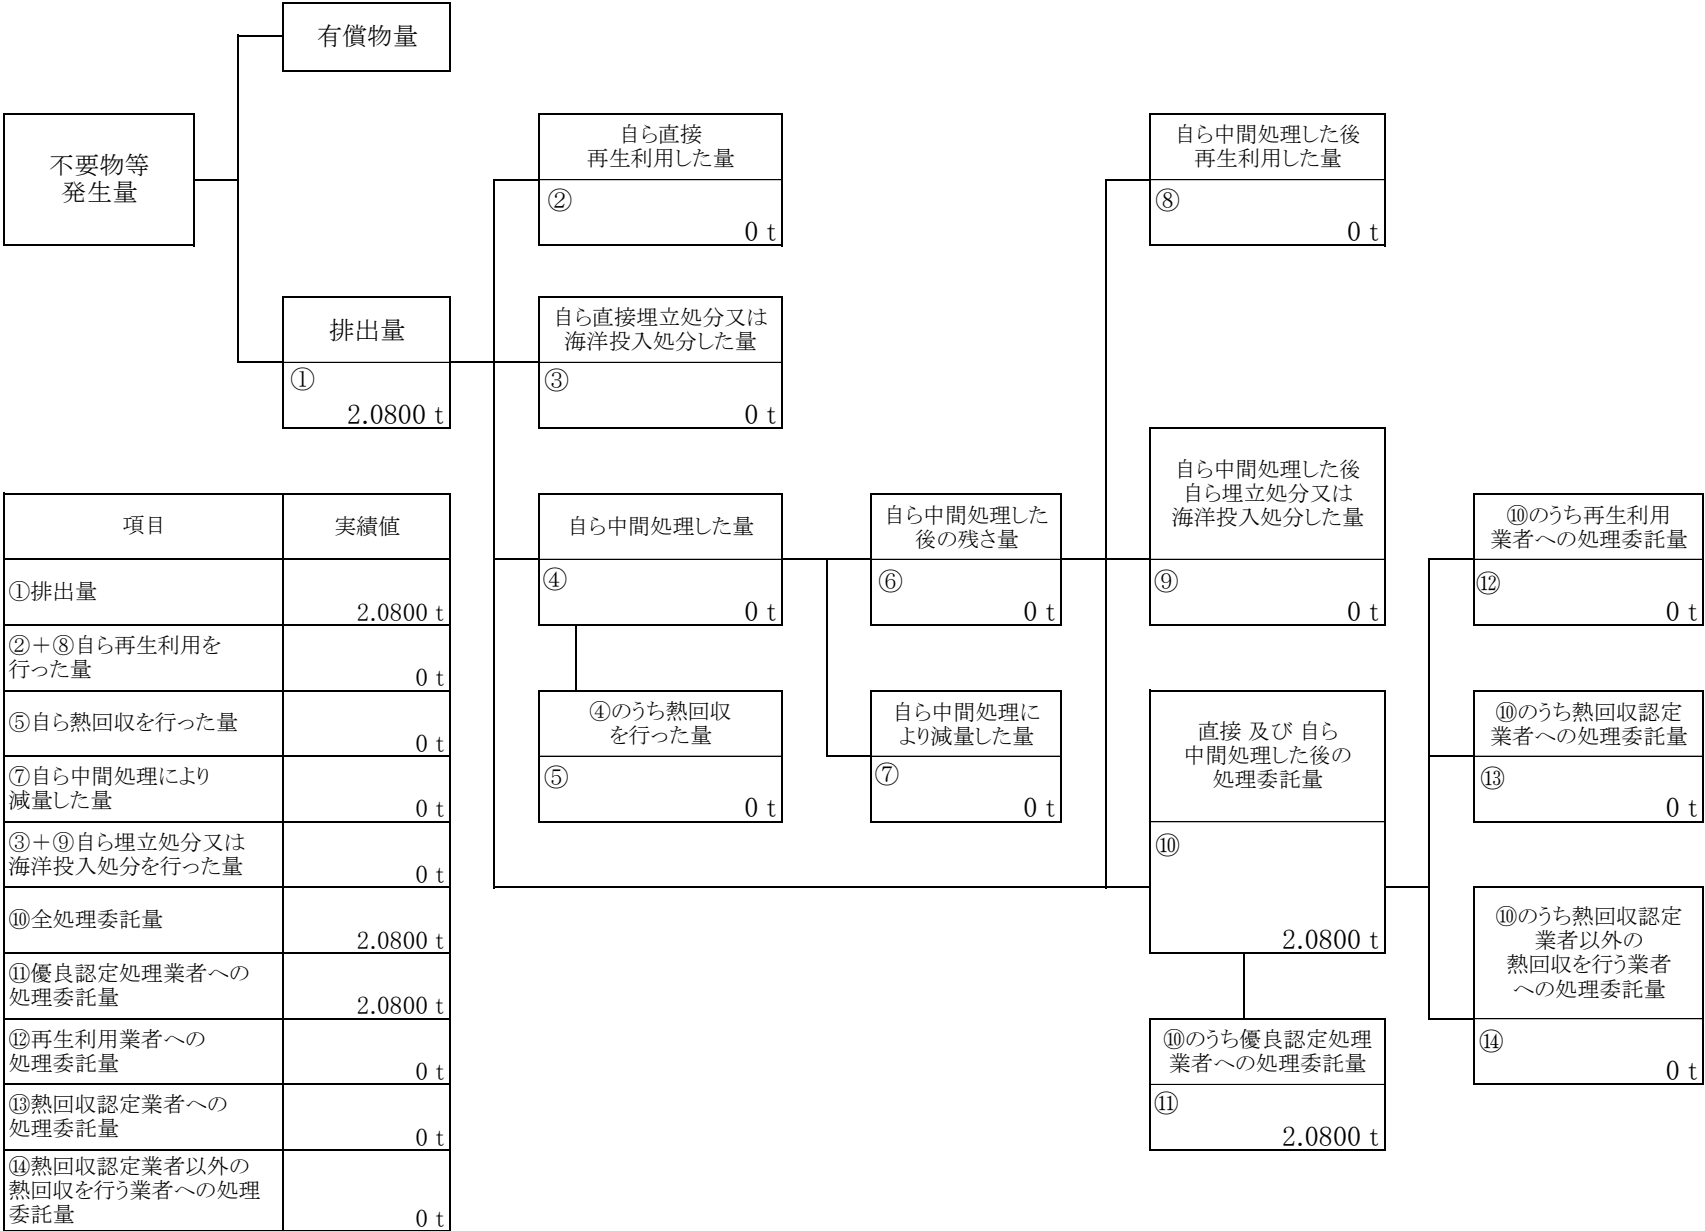 有償物量
不要物等
発生量
自ら直接
再生利用した量
②
0 t
自ら中間処理した後
再生利用した量
⑧
0 t
排出量
①
2.0800 t
自ら直接埋立処分又は
海洋投入処分した量
③
0 t
自ら中間処理した量
④
0 t
自ら中間処理した
後の残さ量
⑥
0 t
自ら中間処理した後
自ら埋立処分又は
海洋投入処分した量
⑨
0 t
⑩のうち再生利用
業者への処理委託量
⑫
0 t
④のうち熱回収
を行った量
⑤
0 t
自ら中間処理に
より減量した量
⑦
0 t
直接 及び 自ら
中間処理した後の
処理委託量
⑩
2.0800 t
⑩のうち熱回収認定
業者への処理委託量
⑬
0 t
⑩のうち熱回収認定
業者以外の
熱回収を行う業者
への処理委託量
⑭
0 t
⑩のうち優良認定処理
業者への処理委託量
⑪
2.0800 t
項目
実績値
①排出量
2.0800 t
②+⑧自ら再生利用を
行った量
0 t
⑤自ら熱回収を行った量
0 t
⑦自ら中間処理により
減量した量
0 t
③+⑨自ら埋立処分又は
海洋投入処分を行った量
0 t
⑩全処理委託量
2.0800 t
⑪優良認定処理業者への
処理委託量
2.0800 t
⑫再生利用業者への
処理委託量
0 t
⑬熱回収認定業者への
処理委託量
0 t
⑭熱回収認定業者以外の
熱回収を行う業者への処理
委託量
0 t